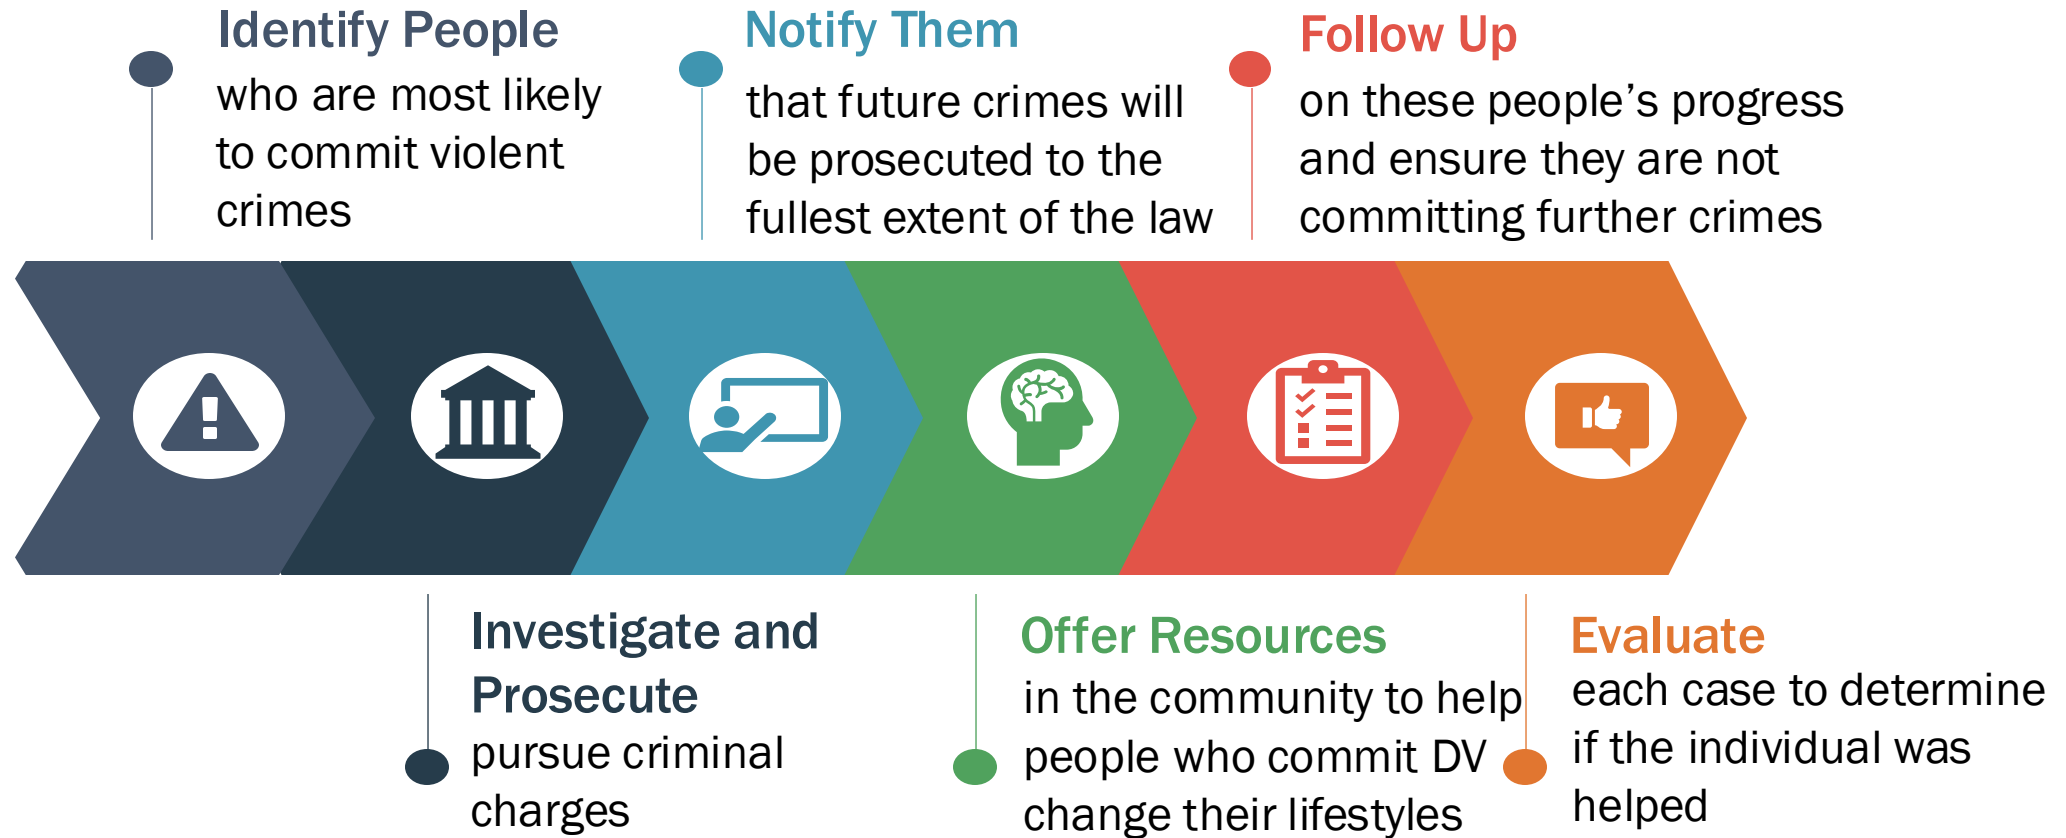 Identify People
who are most likely
to commit violent
crimes
Notify Them
that future crimes will
be prosecuted to the
fullest extent of the law
Follow Up
on these people’s progress
and ensure they are not
committing further crimes
Investigate and
Prosecute
pursue criminal
charges
Offer Resources
in the community to help
people who commit DV
change their lifestyles
Evaluate
each case to determine
if the individual was
helped